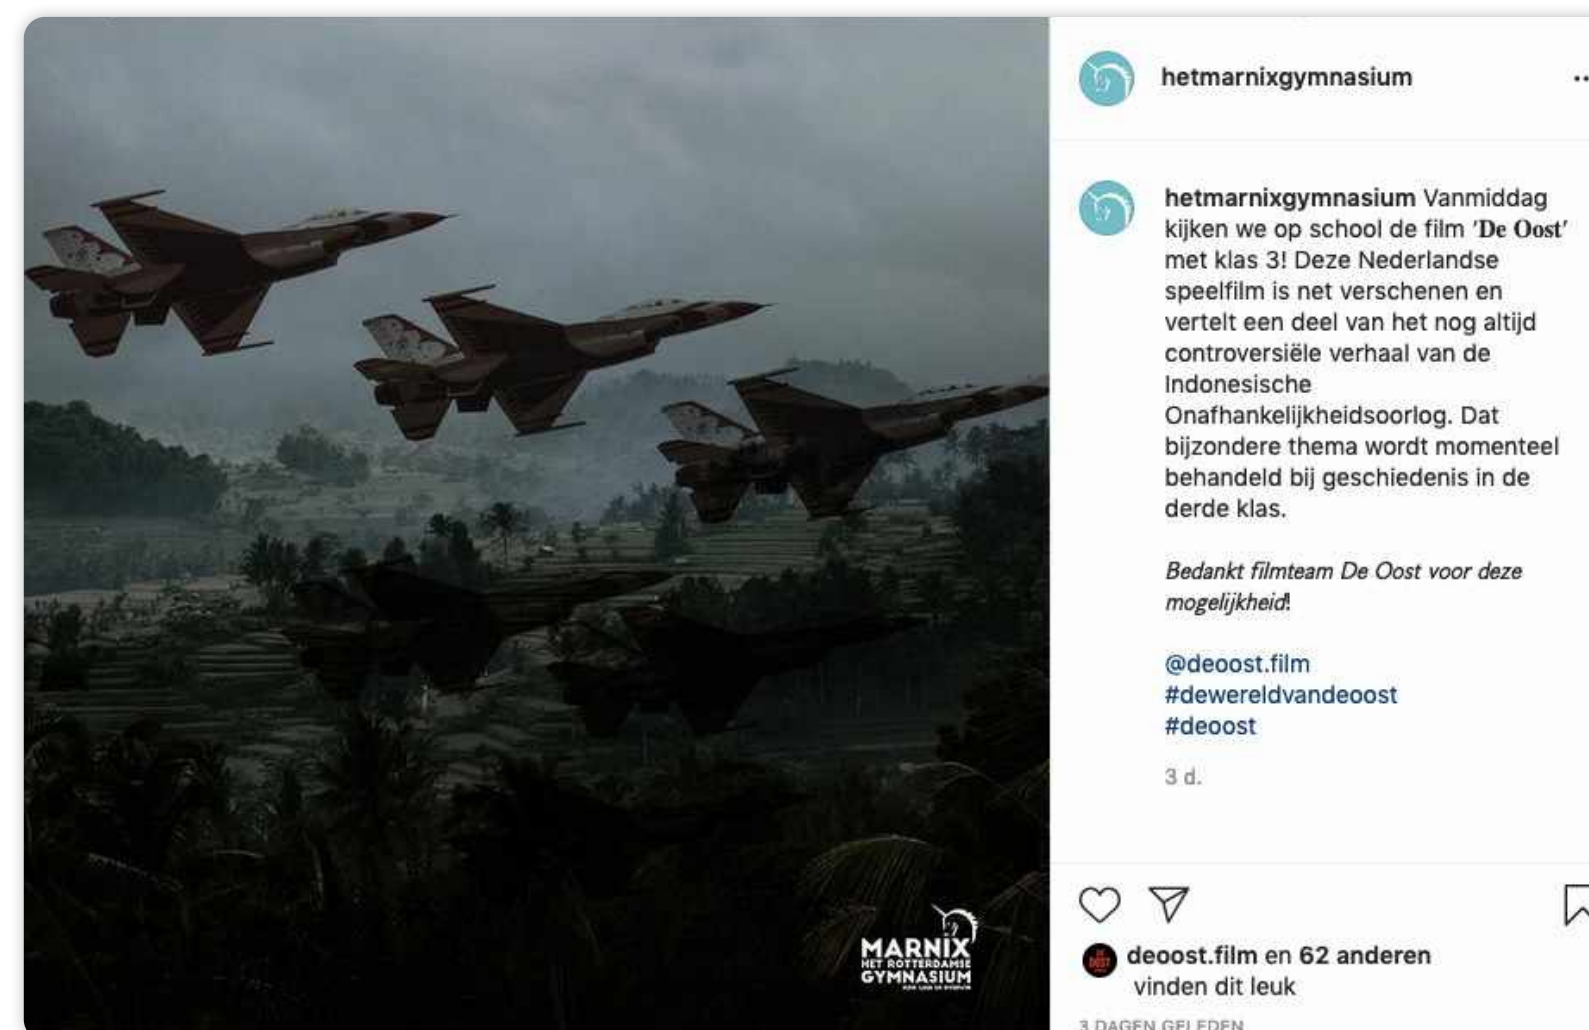 hetmarnixgymnasium
hetmarnixgymnasium Vanmiddag
kijken we op school de film ‘De Oost’
met klas 3! Deze Nederlandse
speelfilm is net verschenen en
vertelt een deel van het nog altijd
controversiële verhaal van de
Indonesische
Onafhankelijkheidsoorlog. Dat
bijzondere thema wordt momenteel
behandeld bij geschiedenis in de
derde klas.
Bedankt filmteam De Oost voor deze
mogelijkheid!
@deoost.film
#dewereldvandeoost
#deoost
3 d.
deoost.film en 62 anderen
vinden dit leuk
3 DAGEN GELEDEN
MARNIX
HET ROTTERDAMSE
GYMNASIUM